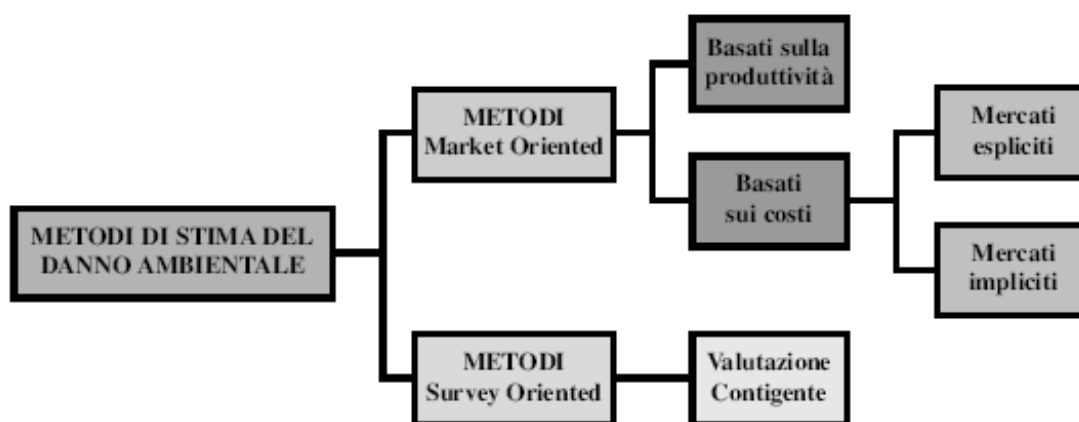 METODI DI STIMA DEL
DANNO AMBIENTALE
METODI
Market Oriented
Basati sulla
produttività
Basati
sui costi
Mercati
espliciti
Mercati
impliciti
METODI
Survey Oriented
Valutazione
Contigente